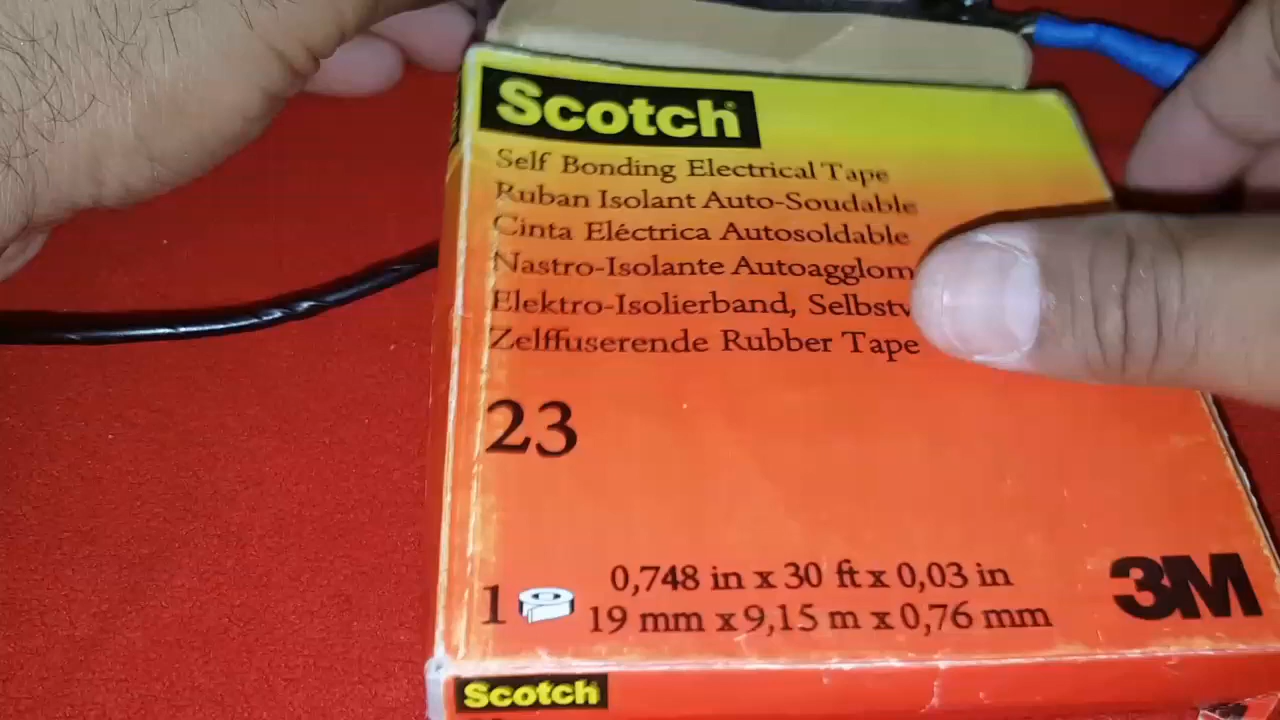 Scotch
Self Bonding Electrical Tape
Ruban Isolant Auto-Soudable
Cinta Eléctrica Autosoldable
Nastro-Isolante
Elektro-Isolierband,
Zelffuserende Rubber Tape
23
1
0,748 in x 30 ft x 0,03 in
19 mm x 9,15 m x 0,76 mm
3M
Scotch